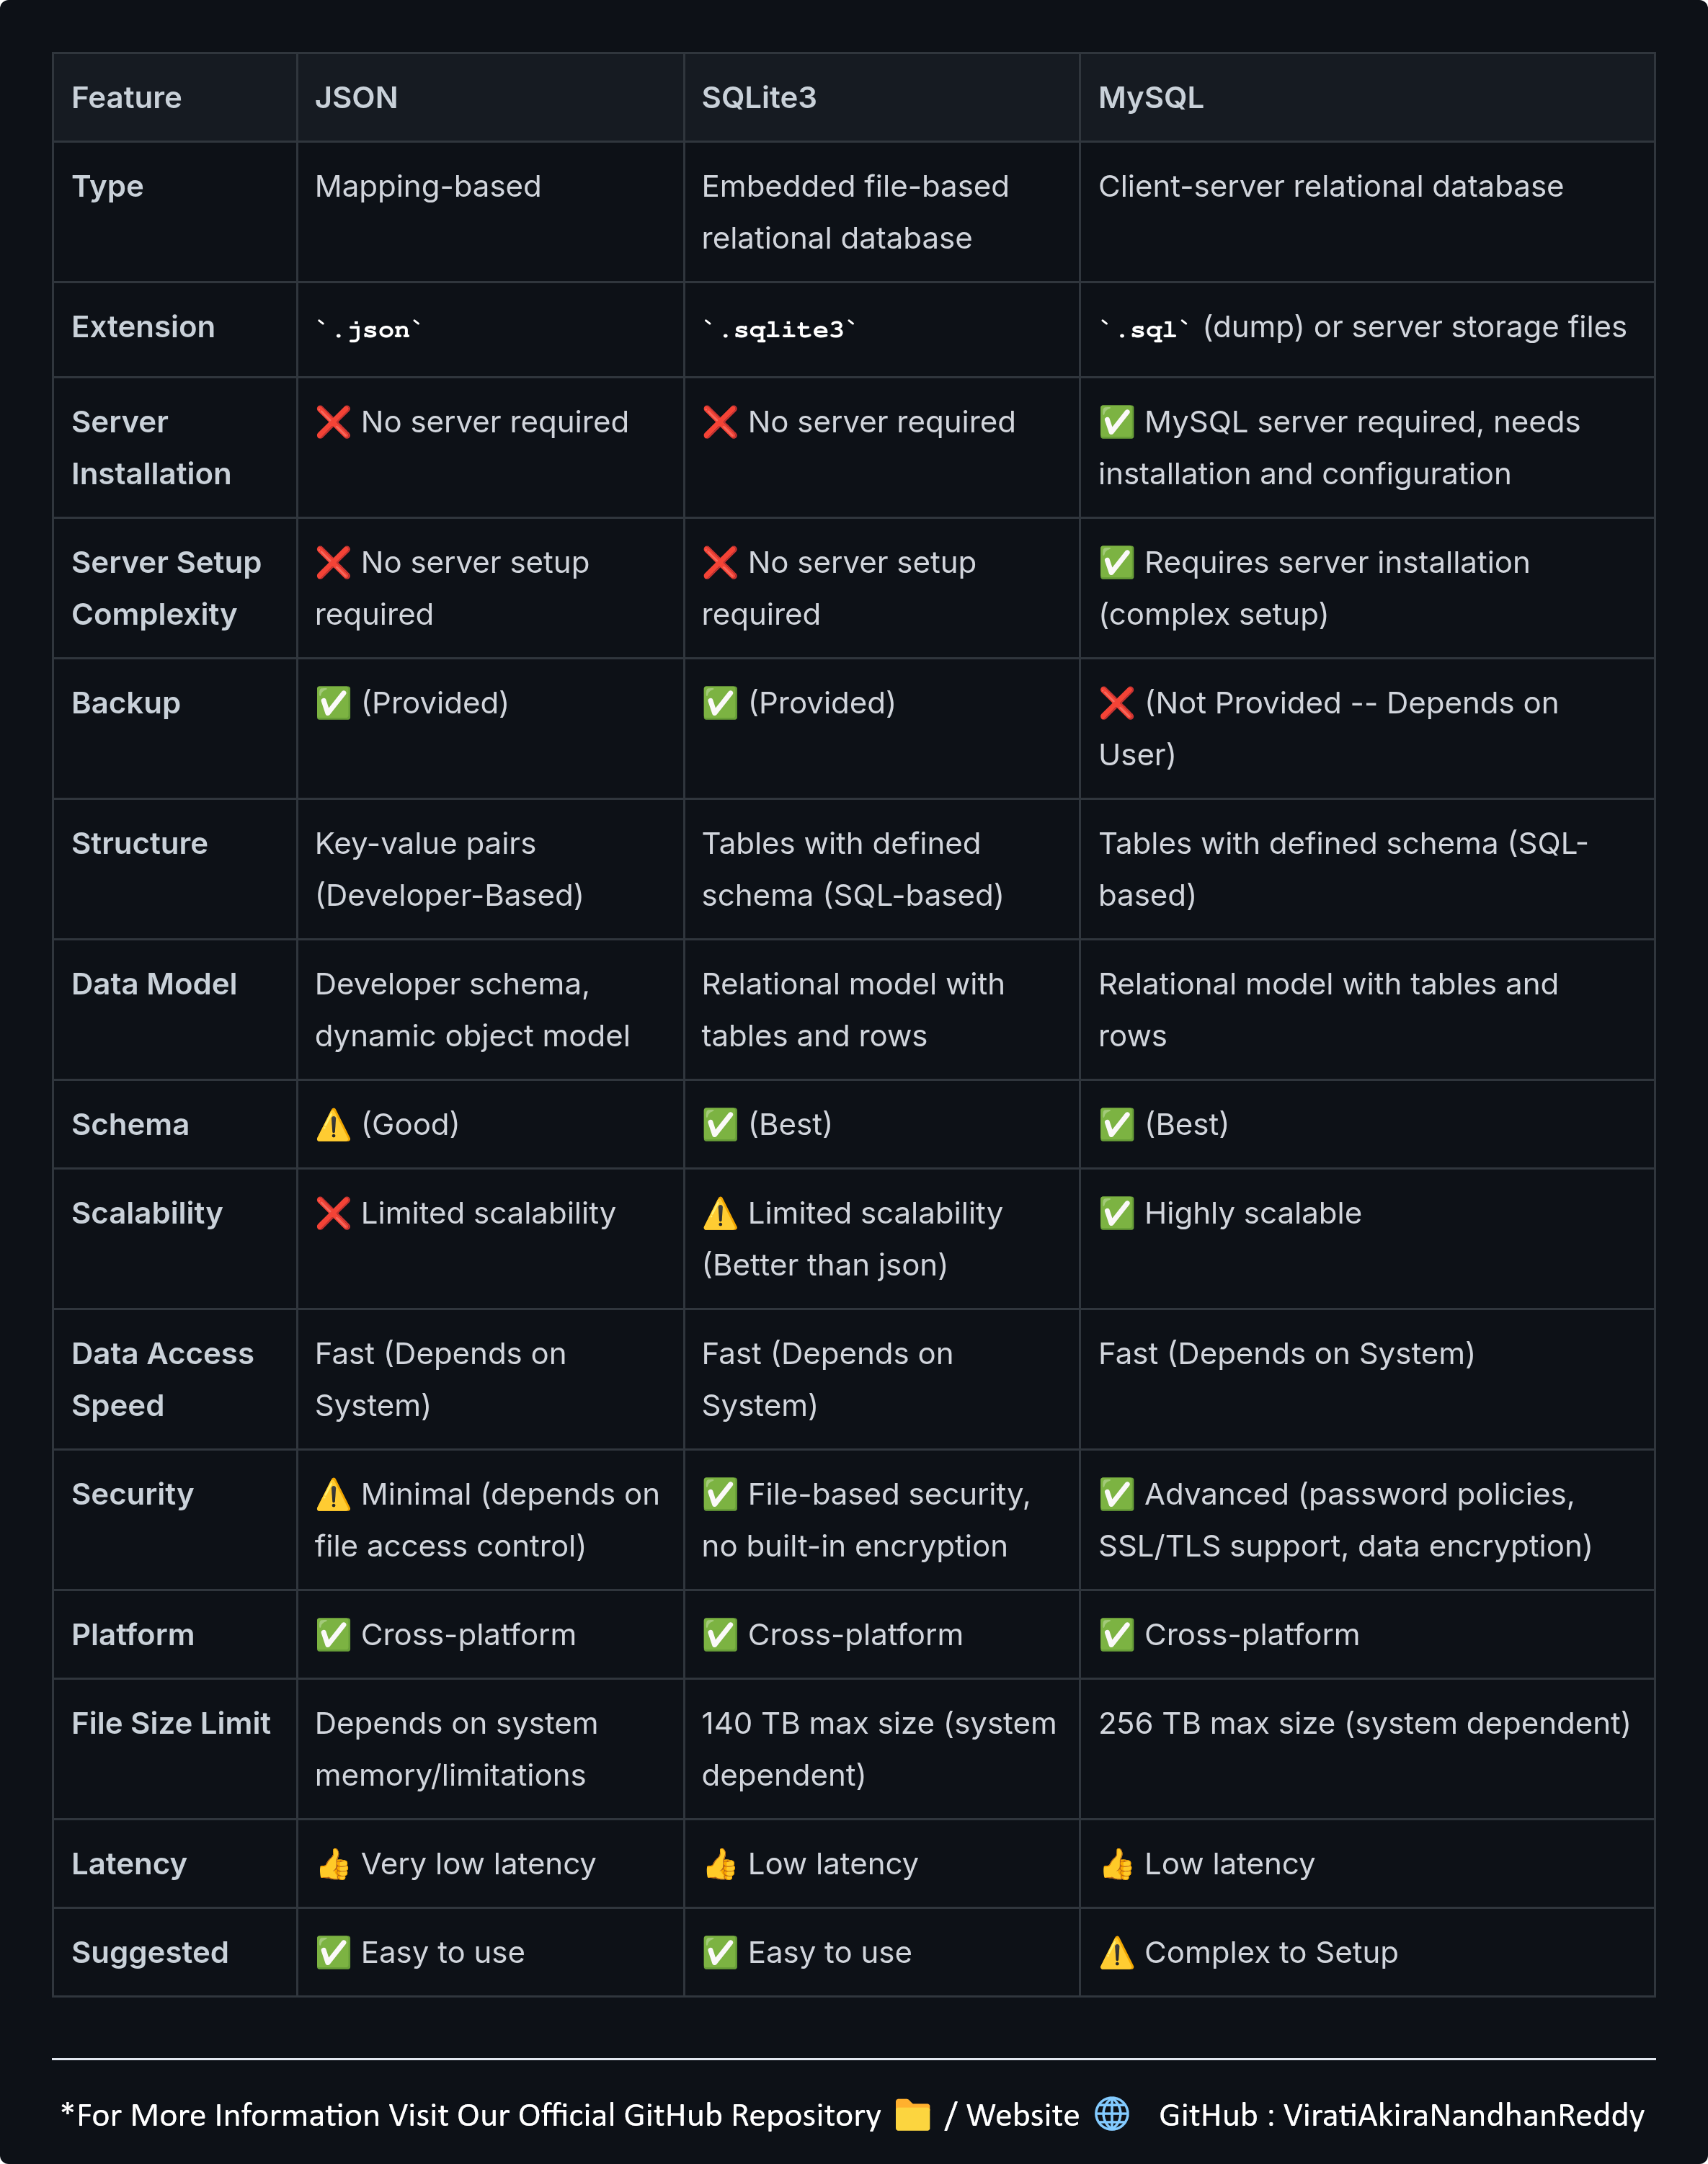 Feature JSON SQLite3 MySQL
Type Mapping-based Embedded file-based Client-server relational database
relational database
Extension `.json` `.sqlite3` `.sql` (dump) or server storage files
Server ❌ No server required ❌ No server required ✅ MySQL server required, needs
Installation installation and configuration
Server Setup ❌ No server setup ❌ No server setup ✅ Requires server installation
Complexity required required (complex setup)
Backup ✅ (Provided) ✅ (Provided) ❌ (Not Provided -- Depends on
User)
Structure Key-value pairs Tables with defined Tables with defined schema (SQL-
(Developer-Based) schema (SQL-based) based)
Data Model Developer schema, Relational model with Relational model with tables and
dynamic object model tables and rows rows
Schema ⚠️ (Good) ✅ (Best) ✅ (Best)
Scalability ❌ Limited scalability ⚠️ Limited scalability ✅ Highly scalable
(Better than json)
Data Access Fast (Depends on Fast (Depends on Fast (Depends on System)
Speed System) System)
Security ⚠️ Minimal (depends on ✅ File-based security, ✅ Advanced (password policies,
file access control) no built-in encryption SSL/TLS support, data encryption)
Platform ✅ Cross-platform ✅ Cross-platform ✅ Cross-platform
File Size Limit Depends on system 140 TB max size (system 256 TB max size (system dependent)
memory/limitations dependent)
Latency 👍 Very low latency 👍 Low latency 👍 Low latency
Suggested ✅ Easy to use ✅ Easy to use ⚠️ Complex to Setup
*For More Information Visit Our Official GitHub Repository 📁 / Website 🌐 GitHub : ViratiAkiraNandhanReddy